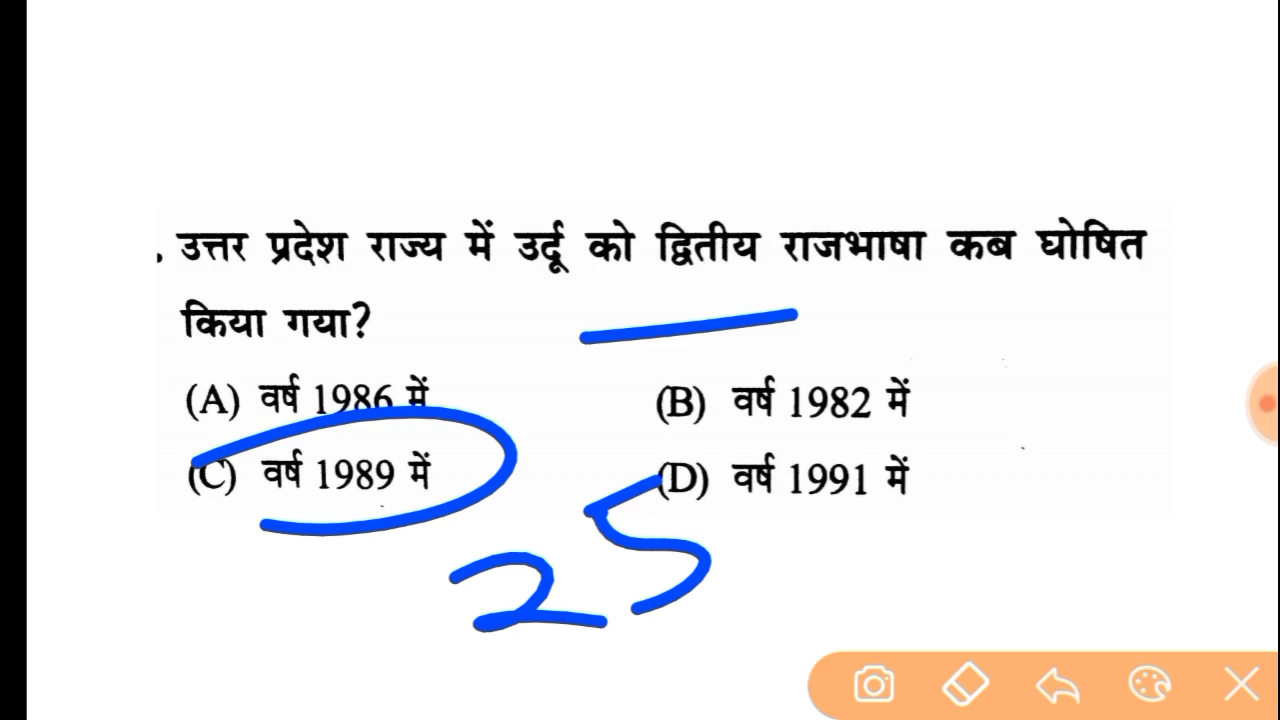 . उत्तर प्रदेश राज्य में उर्दू को द्वितीय राजभाषा कब घोषित
किया गया?
(A) वर्ष 1986 में (B) वर्ष 1982 में
(C) वर्ष 1989 में (D) वर्ष 1991 में
25